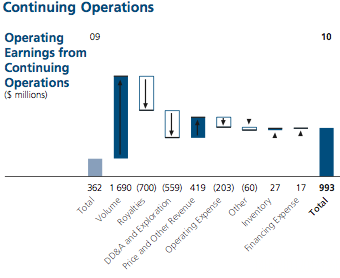 Continuing Operations
Operating
Earnings from
Continuing
Operations
($ millions)
09
10
362 1 690 (700) (559) 419 (203) (60) 27 17 993
Total
Volume
Royalties
DD&A and Exploration
Price and Other Revenue
Operating Expense
Other
Inventory
Financing Expense
Total